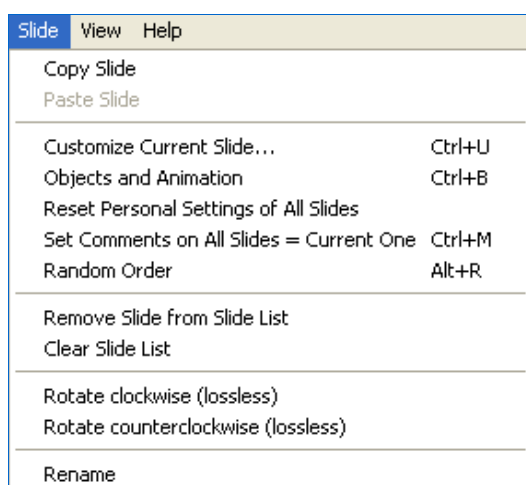 Slide View Help
Copy Slide
Paste Slide
Customize Current Slide... Ctrl+U
Objects and Animation Ctrl+B
Reset Personal Settings of All Slides
Set Comments on All Slides = Current One Ctrl+M
Random Order Alt+R
Remove Slide from Slide List
Clear Slide List
Rotate clockwise (lossless)
Rotate counterclockwise (lossless)
Rename